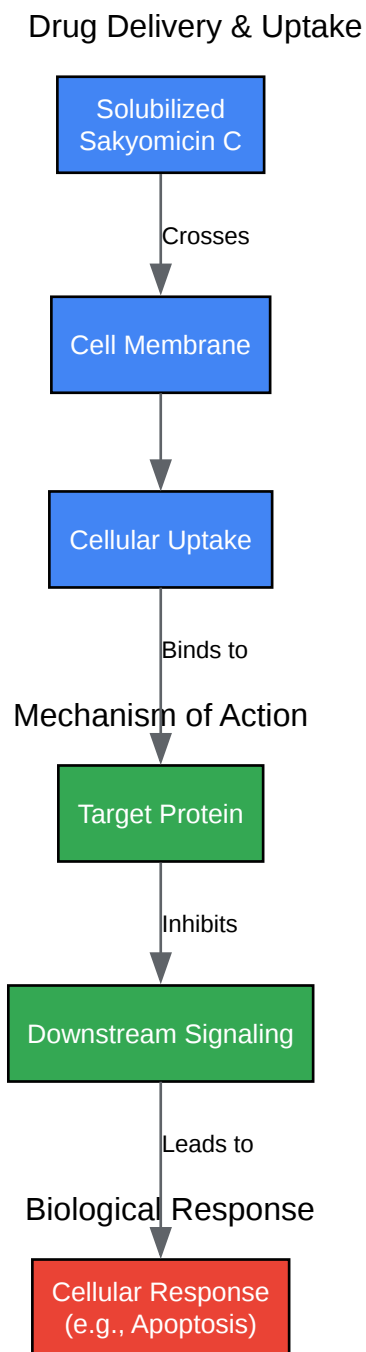 Drug Delivery & Uptake
Solubilized
Sakyomicin C
Crosses
Cell Membrane
Cellular Uptake
Binds to
Mechanism of Action
Target Protein
Inhibits
Downstream Signaling
Leads to
Biological Response
Cellular Response
(e.g., Apoptosis)